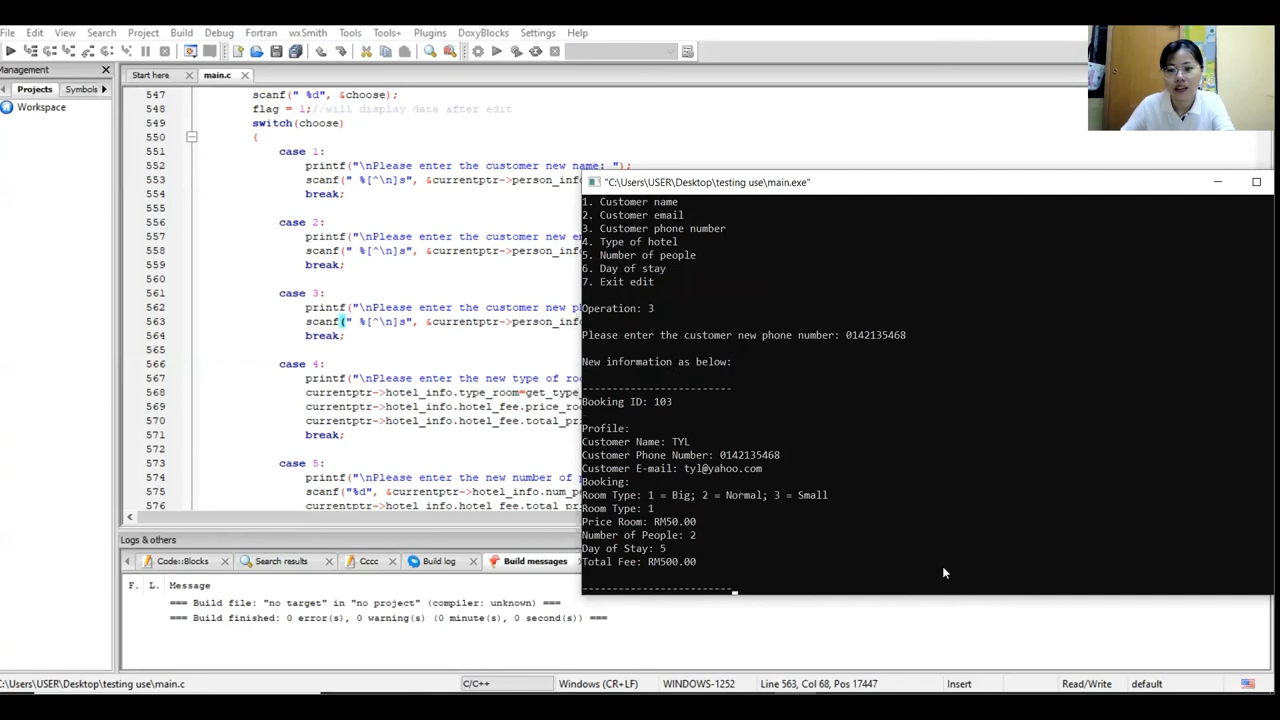 File Edit View Search Project Build Debug Fortran wxSmith Tools Tools+ Plugins DoxyBlocks Settings Help
Management
Start here
main.c
Projects
Symbols
Workspace
547 scanf(" %d", &choose);
548 flag = 1;//will display data after edit
549 switch(choose)
550 {
551 case 1:
552 printf("\nPlease enter the customer new name: ");
553 scanf(" %[^\n]s", &currentptr->person_info
554 break;
555
556 case 2:
557 printf("\nPlease enter the customer new em
558 scanf(" %[^\n]s", &currentptr->person_info
559 break;
560
561 case 3:
562 printf("\nPlease enter the customer new ph
563 scanf(" %[^\n]s", &currentptr->person_info
564 break;
565
566 case 4:
567 printf("\nPlease enter the new type of roo
568 currentptr->hotel_info.type_room=get_type
569 currentptr->hotel_info.hotel_fee.price_roo
570 currentptr->hotel_info.hotel_fee.total_pri
571 break;
572
573 case 5:
574 printf("\nPlease enter the new number of p
575 scanf("%d", &currentptr->hotel_info.num_p
576 currentptr->hotel_info.hotel_fee.total_pri
"C:\Users\USER\Desktop\testing use\main.exe"
1. Customer name
2. Customer email
3. Customer phone number
4. Type of hotel
5. Number of people
6. Day of stay
7. Exit edit
Operation: 3
Please enter the customer new phone number: 0142135468
New information as below:
-------------------------
Booking ID: 103
Profile:
Customer Name: TYL
Customer Phone Number: 0142135468
Customer E-mail: tyl@yahoo.com
Booking:
Room Type: 1 = Big; 2 = Normal; 3 = Small
Room Type: 1
Price Room: RM50.00
Number of People: 2
Day of Stay: 5
Total Fee: RM500.00
-------------------------
Logs & others
Code::Blocks
Search results
Cccc
Build log
Build messages
F. L. Message
=== Build file: "no target" in "no project" (compiler: unknown) ===
=== Build finished: 0 error(s), 0 warning(s) (0 minute(s), 0 second(s)) ===
C:\Users\USER\Desktop\testing use\main.c
C/C++
Windows (CR+LF)
WINDOWS-1252
Line 563, Col 68, Pos 17447
Insert
Read/Write
default